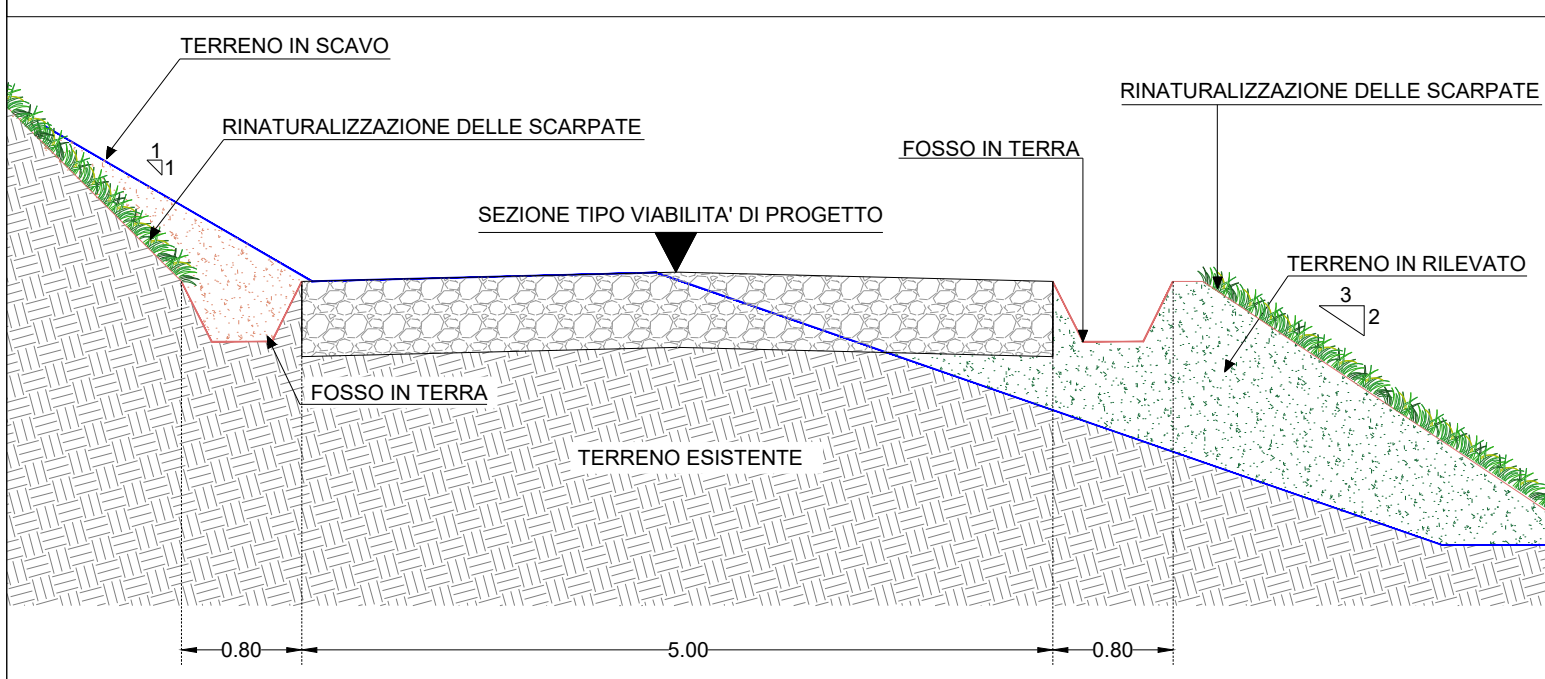 TERRENO IN SCAVO
RINATURALIZZAZIONE DELLE SCARPATE
RINATURALIZZAZIONE DELLE SCARPATE
1
1
FOSSO IN TERRA
SEZIONE TIPO VIABILITA' DI PROGETTO
TERRENO IN RILEVATO
3
2
FOSSO IN TERRA
TERRENO ESISTENTE
0.80
5.00
0.80